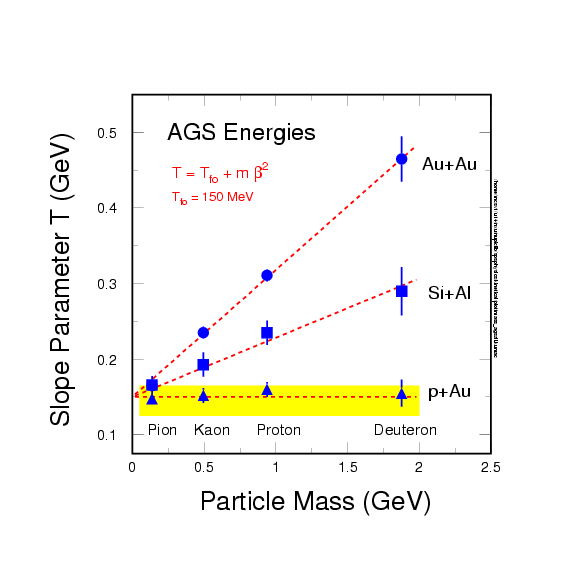 AGS Energies
T = T_fo + m β²
T_fo = 150 MeV
Au+Au
Si+Al
p+Au
Pion Kaon Proton Deuteron
0.5
0.4
0.3
0.2
0.1
0 0.5 1 1.5 2 2.5
Slope Parameter T (GeV)
Particle Mass (GeV)